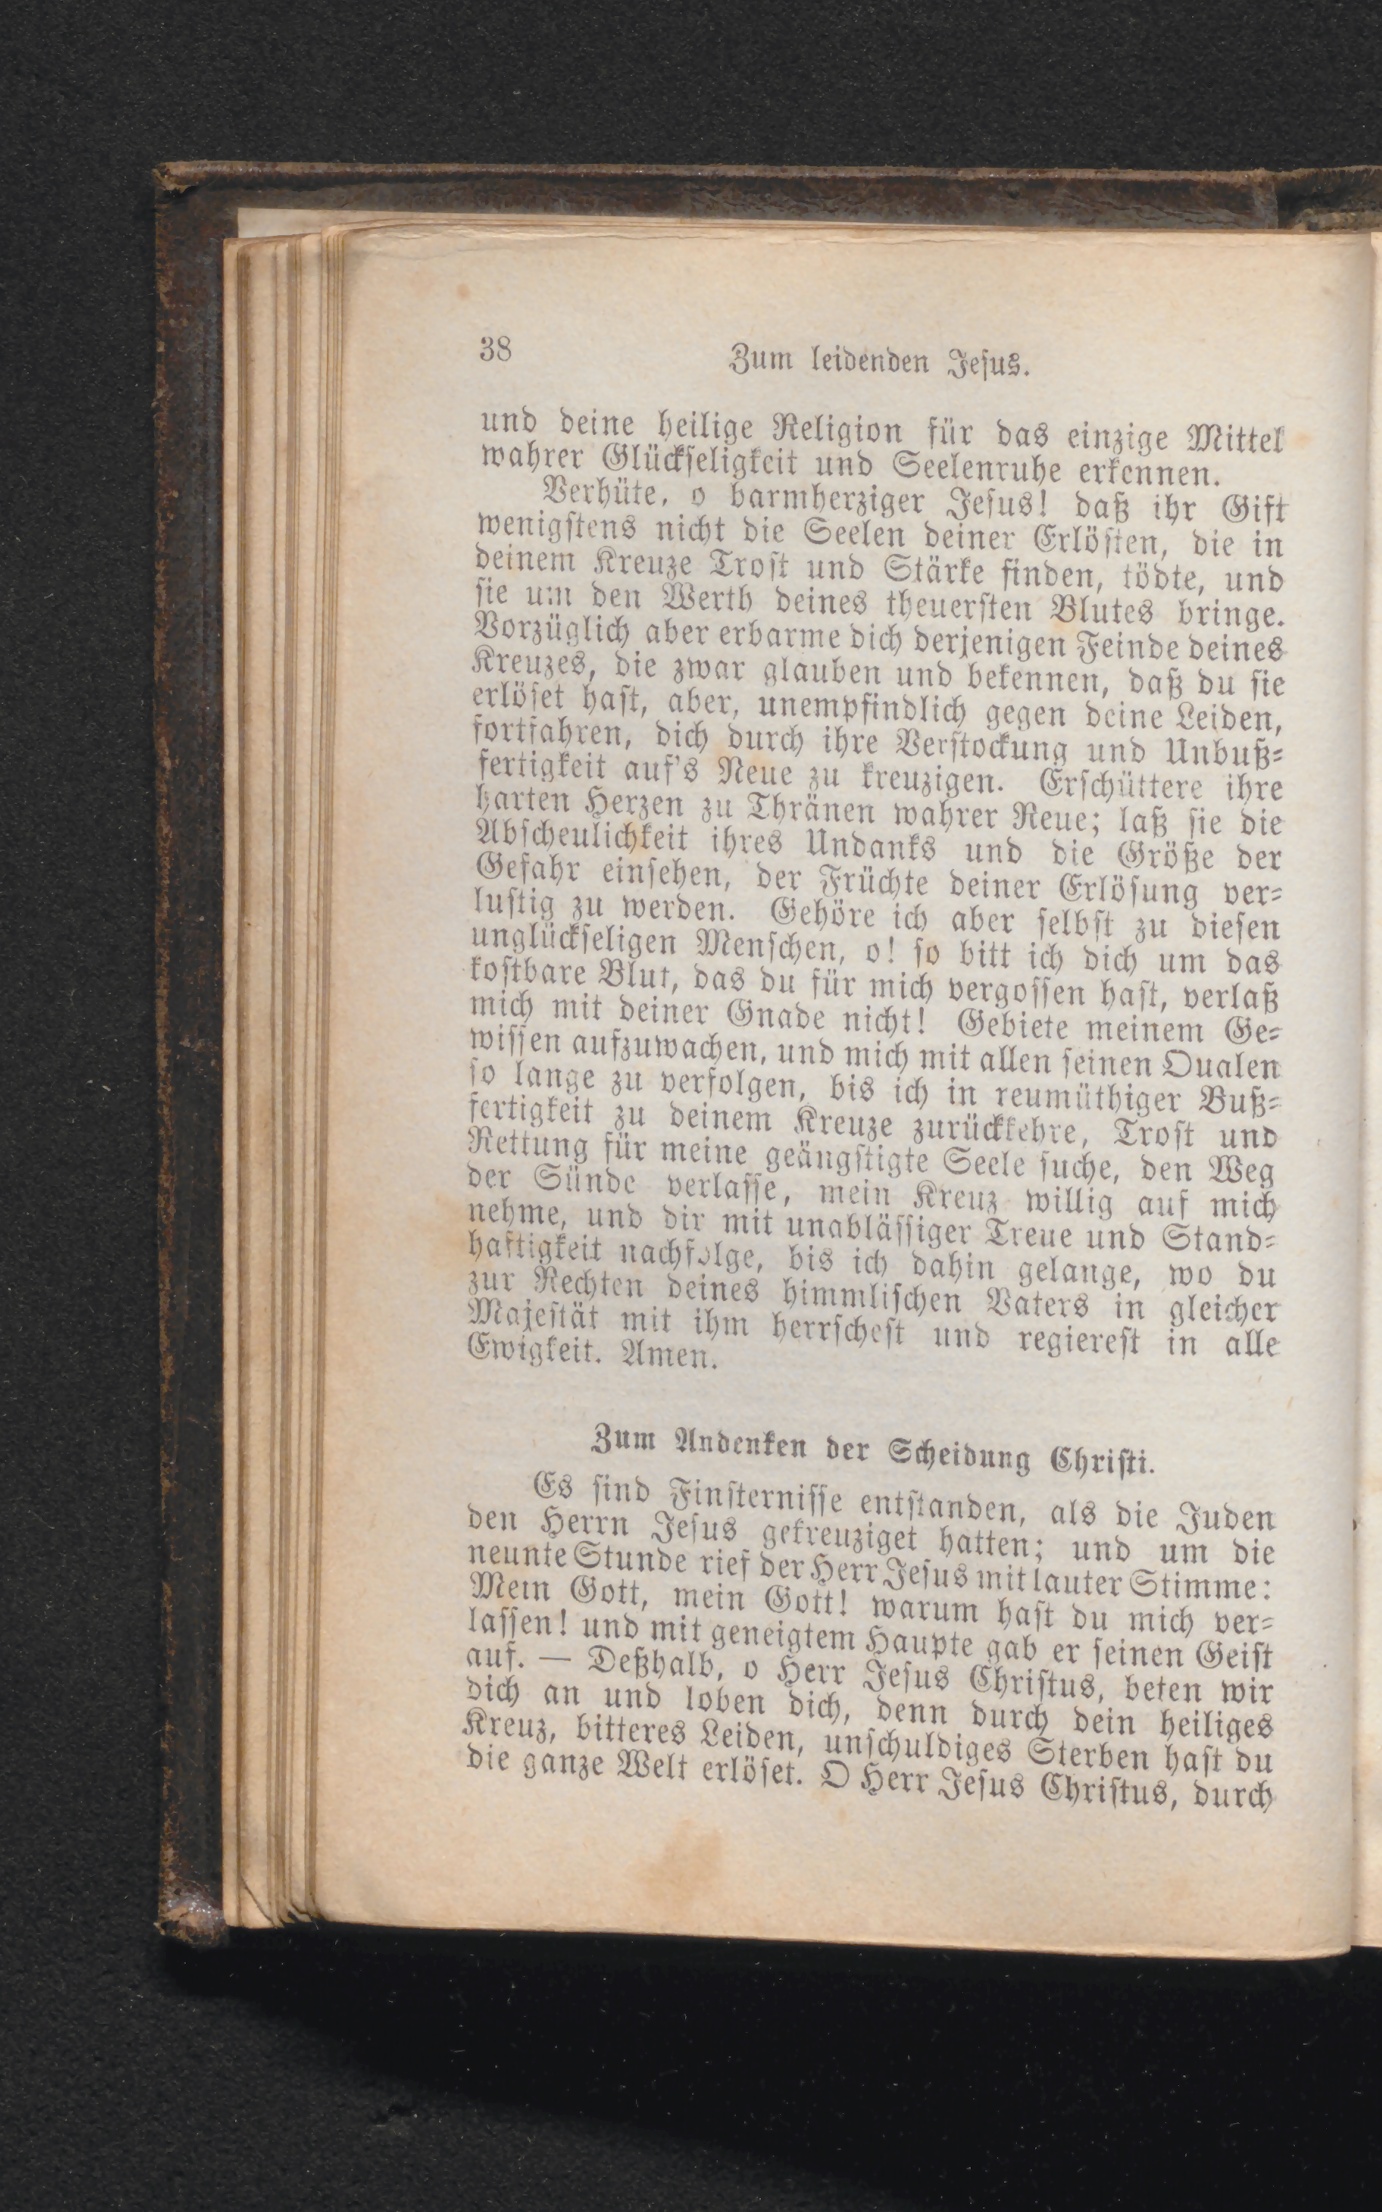 38
Zum leidenden Jesus.
und deine heilige Religion für das einzige Mittel
wahrer Glückseligkeit und Seelenruhe erkennen.
Verhüte, o barmherziger Jesus! daß ihr Gift
wenigstens nicht die Seelen deiner Erlösten, die in
deinem Kreuze Trost und Stärke finden, tödte, und
sie um den Werth deines theuersten Blutes bringe.
Vorzüglich aber erbarme dich derjenigen Feinde deines
Kreuzes, die zwar glauben und bekennen, daß du sie
erlöset hast, aber, unempfindlich gegen deine Leiden,
fortfahren, dich durch ihre Verstockung und Unbuß-
fertigkeit auf's Neue zu kreuzigen. Erschüttere ihre
harten Herzen zu Thränen wahrer Reue; laß sie die
Abscheulichkeit ihres Undanks und die Größe der
Gefahr einsehen, der Früchte deiner Erlösung ver-
lustig zu werden. Gehöre ich aber selbst zu diesen
unglückseligen Menschen, o! so bitt ich dich um das
kostbare Blut, das du für mich vergossen hast, verlaß
mich mit deiner Gnade nicht! Gebiete meinem Ge-
wissen aufzuwachen, und mich mit allen seinen Qualen
so lange zu verfolgen, bis ich in reumüthiger Buß-
fertigkeit zu deinem Kreuze zurückkehre, Trost und
Rettung für meine geängstigte Seele suche, den Weg
der Sünde verlasse, mein Kreuz willig auf mich
nehme, und dir mit unablässiger Treue und Stand-
haftigkeit nachfolge, bis ich dahin gelange, wo du
zur Rechten deines himmlischen Vaters in gleicher
Majestät mit ihm herrschest und regierest in alle
Ewigkeit. Amen.
Zum Andenken der Scheidung Christi.
Es sind Finsternisse entstanden, als die Juden
den Herrn Jesus gekreuziget hatten; und um die
neunte Stunde rief der Herr Jesus mit lauter Stimme:
Mein Gott, mein Gott! warum hast du mich ver-
lassen! und mit geneigtem Haupte gab er seinen Geist
auf. — Deßhalb, o Herr Jesus Christus, beten wir
dich an und loben dich, denn durch dein heiliges
Kreuz, bitteres Leiden, unschuldiges Sterben hast du
die ganze Welt erlöset. O Herr Jesus Christus, durch